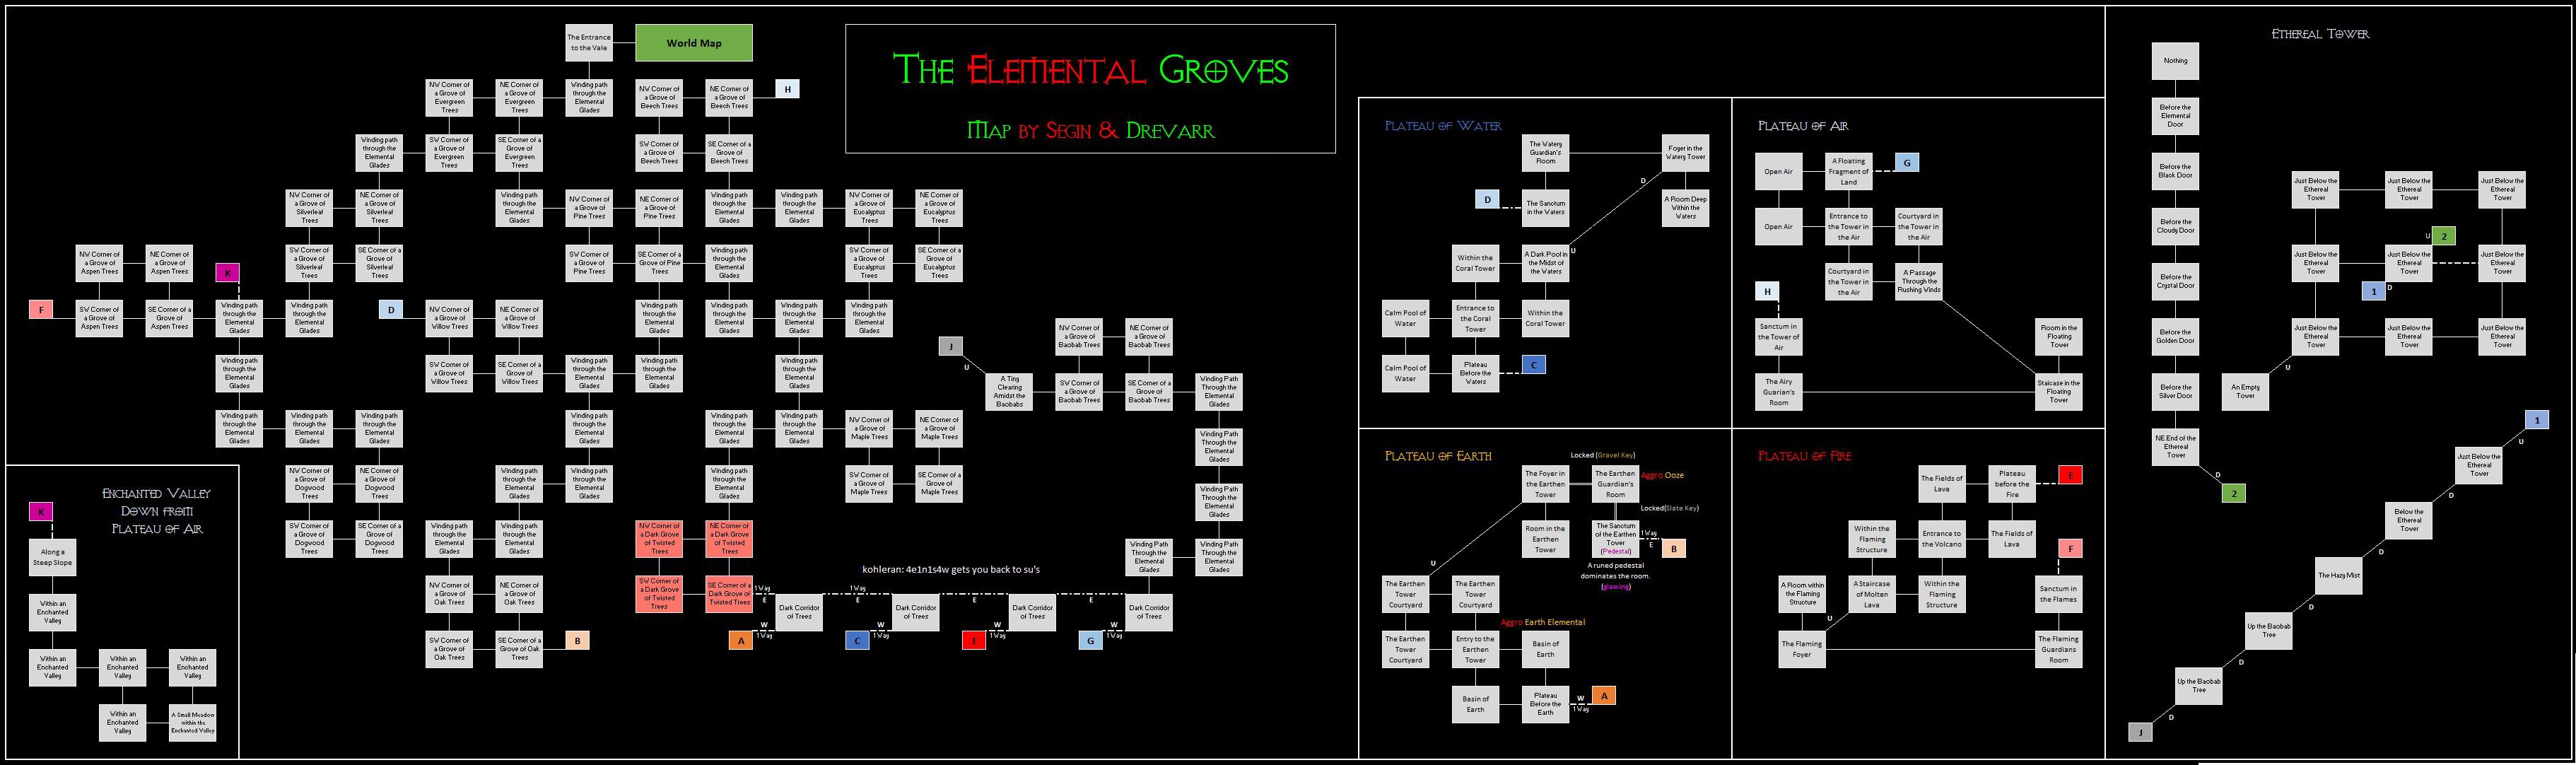 The Entrance to the Vale
World Map
The Elemental Groves
Map by Segin & Drevarr
NW Corner of a Grove of Evergreen Trees
NE Corner of a Grove of Evergreen Trees
Winding path through the Elemental Glades
NW Corner of a Grove of Beech Trees
NE Corner of a Grove of Beech Trees
H
Winding path through the Elemental Glades
SW Corner of a Grove of Evergreen Trees
SE Corner of a Grove of Evergreen Trees
SW Corner of a Grove of Beech Trees
SE Corner of a Grove of Beech Trees
NW Corner of a Grove of Silverleaf Trees
NE Corner of a Grove of Silverleaf Trees
Winding path through the Elemental Glades
NW Corner of a Grove of Pine Trees
NE Corner of a Grove of Pine Trees
Winding path through the Elemental Glades
Winding path through the Elemental Glades
NW Corner of a Grove of Eucalyptus Trees
NE Corner of a Grove of Eucalyptus Trees
NW Corner of a Grove of Aspen Trees
NE Corner of a Grove of Aspen Trees
K
SW Corner of a Grove of Silverleaf Trees
SE Corner of a Grove of Silverleaf Trees
SW Corner of a Grove of Pine Trees
SE Corner of a Grove of Pine Trees
Winding path through the Elemental Glades
SW Corner of a Grove of Eucalyptus Trees
SE Corner of a Grove of Eucalyptus Trees
F
SW Corner of a Grove of Aspen Trees
SE Corner of a Grove of Aspen Trees
Winding path through the Elemental Glades
Winding path through the Elemental Glades
D
NW Corner of a Grove of Willow Trees
NE Corner of a Grove of Willow Trees
Winding path through the Elemental Glades
Winding path through the Elemental Glades
Winding path through the Elemental Glades
Winding path through the Elemental Glades
NW Corner of a Grove of Baobab Trees
NE Corner of a Grove of Baobab Trees
J
U
Winding path through the Elemental Glades
SW Corner of a Grove of Willow Trees
SE Corner of a Grove of Willow Trees
Winding path through the Elemental Glades
Winding path through the Elemental Glades
Winding path through the Elemental Glades
A Tiny Clearing Amidst the Baobabs
SW Corner of a Grove of Baobab Trees
SE Corner of a Grove of Baobab Trees
Winding Path Through the Elemental Glades
Winding path through the Elemental Glades
Winding path through the Elemental Glades
Winding path through the Elemental Glades
Winding path through the Elemental Glades
Winding path through the Elemental Glades
Winding path through the Elemental Glades
NW Corner of a Grove of Maple Trees
NE Corner of a Grove of Maple Trees
Winding Path Through the Elemental Glades
NW Corner of a Grove of Dogwood Trees
NE Corner of a Grove of Dogwood Trees
Winding path through the Elemental Glades
Winding path through the Elemental Glades
Winding path through the Elemental Glades
SW Corner of a Grove of Maple Trees
SE Corner of a Grove of Maple Trees
Winding Path Through the Elemental Glades
SW Corner of a Grove of Dogwood Trees
SE Corner of a Grove of Dogwood Trees
Winding path through the Elemental Glades
Winding path through the Elemental Glades
NW Corner of a Dark Grove of Twisted Trees
NE Corner of a Dark Grove of Twisted Trees
Winding Path Through the Elemental Glades
Winding Path Through the Elemental Glades
kohleran: 4e1n1s4w gets you back to su's
NW Corner of a Grove of Oak Trees
NE Corner of a Grove of Oak Trees
SW Corner of a Dark Grove of Twisted Trees
SE Corner of a Dark Grove of Twisted Trees
1 Way
E
Dark Corridor of Trees
1 Way
E
Dark Corridor of Trees
E
Dark Corridor of Trees
E
Dark Corridor of Trees
SW Corner of a Grove of Oak Trees
SE Corner of a Grove of Oak Trees
B
A
W
1 Way
C
W
1 Way
E
W
1 Way
G
W
1 Way
Enchanted Valley
Down from
Plateau of Air
K
Along a Steep Slope
Within an Enchanted Valley
Within an Enchanted Valley
Within an Enchanted Valley
Within an Enchanted Valley
Within an Enchanted Valley
A Small Meadow within the Enchanted Valley
Plateau of Water
The Watery Guardian's Room
Foyer in the Watery Tower
D
D
The Sanctum in the Waters
A Room Deep Within the Waters
Within the Coral Tower
A Dark Pool in the Midst of the Waters
U
Calm Pool of Water
Entrance to the Coral Tower
Within the Coral Tower
Calm Pool of Water
Plateau Before the Waters
C
Plateau of Air
Open Air
A Floating Fragment of Land
G
Open Air
Entrance to the Tower in the Air
Courtyard in the Tower in the Air
Courtyard in the Tower in the Air
A Passage Through the Rushing Winds
H
Sanctum in the Tower of Air
Room in the Floating Tower
The Airy Guarian's Room
Staicase in the Floating Tower
Plateau of Earth
Locked (Gravel Key)
The Foyer in the Earthen Tower
The Earthen Guardian's Room
Aggro Ooze
Locked(Slate Key)
Room in the Earthen Tower
The Sanctum of the Earthen Tower (Pedestal)
1 Way
E
B
A runed pedestal dominates the room. (glowing)
U
The Earthen Tower Courtyard
The Earthen Tower Courtyard
Aggro Earth Elemental
The Earthen Tower Courtyard
Entry to the Earthen Tower
Basin of Earth
Basin of Earth
Plateau Before the Earth
W
1 Way
A
Plateau of Fire
The Fields of Lava
Plateau before the Fire
E
Within the Flaming Structure
Entrance to the Volcano
The Fields of Lava
F
A Room within the Flaming Structure
A Staircase of Molten Lava
Within the Flaming Structure
Sanctum in the Flames
U
The Flaming Foyer
The Flaming Guardians Room
Ethereal Tower
Nothing
Before the Elemental Door
Before the Black Door
Before the Cloudy Door
Before the Crystal Door
Before the Golden Door
Before the Silver Door
NE End of the Ethereal Tower
D
2
Just Below the Ethereal Tower
Just Below the Ethereal Tower
Just Below the Ethereal Tower
U
2
Just Below the Ethereal Tower
Just Below the Ethereal Tower
Just Below the Ethereal Tower
1
D
Just Below the Ethereal Tower
Just Below the Ethereal Tower
Just Below the Ethereal Tower
U
An Empty Tower
1
U
Just Below the Ethereal Tower
D
Below the Ethereal Tower
D
The Hazy Mist
D
Up the Baobab Tree
D
Up the Baobab Tree
D
J